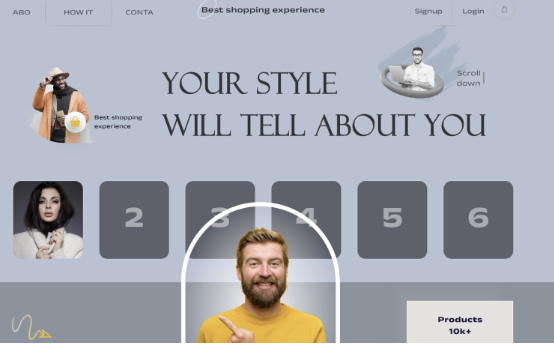 ABO
HOW IT
CONTA
Best shopping experience
Signup
Login
YOUR STYLE
Scroll
down
Best shopping
experience
WILL TELL ABOUT YOU
2
3
4
5
6
Products
10k+